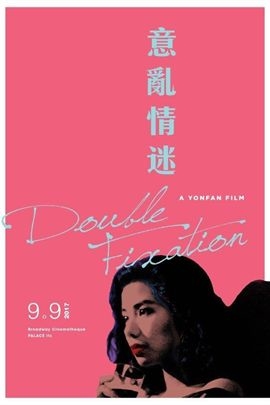 意亂情迷
A YONFAN FILM
Double
Fixation
9.9 2017
Broadway Cinematheque
PALACE ifc